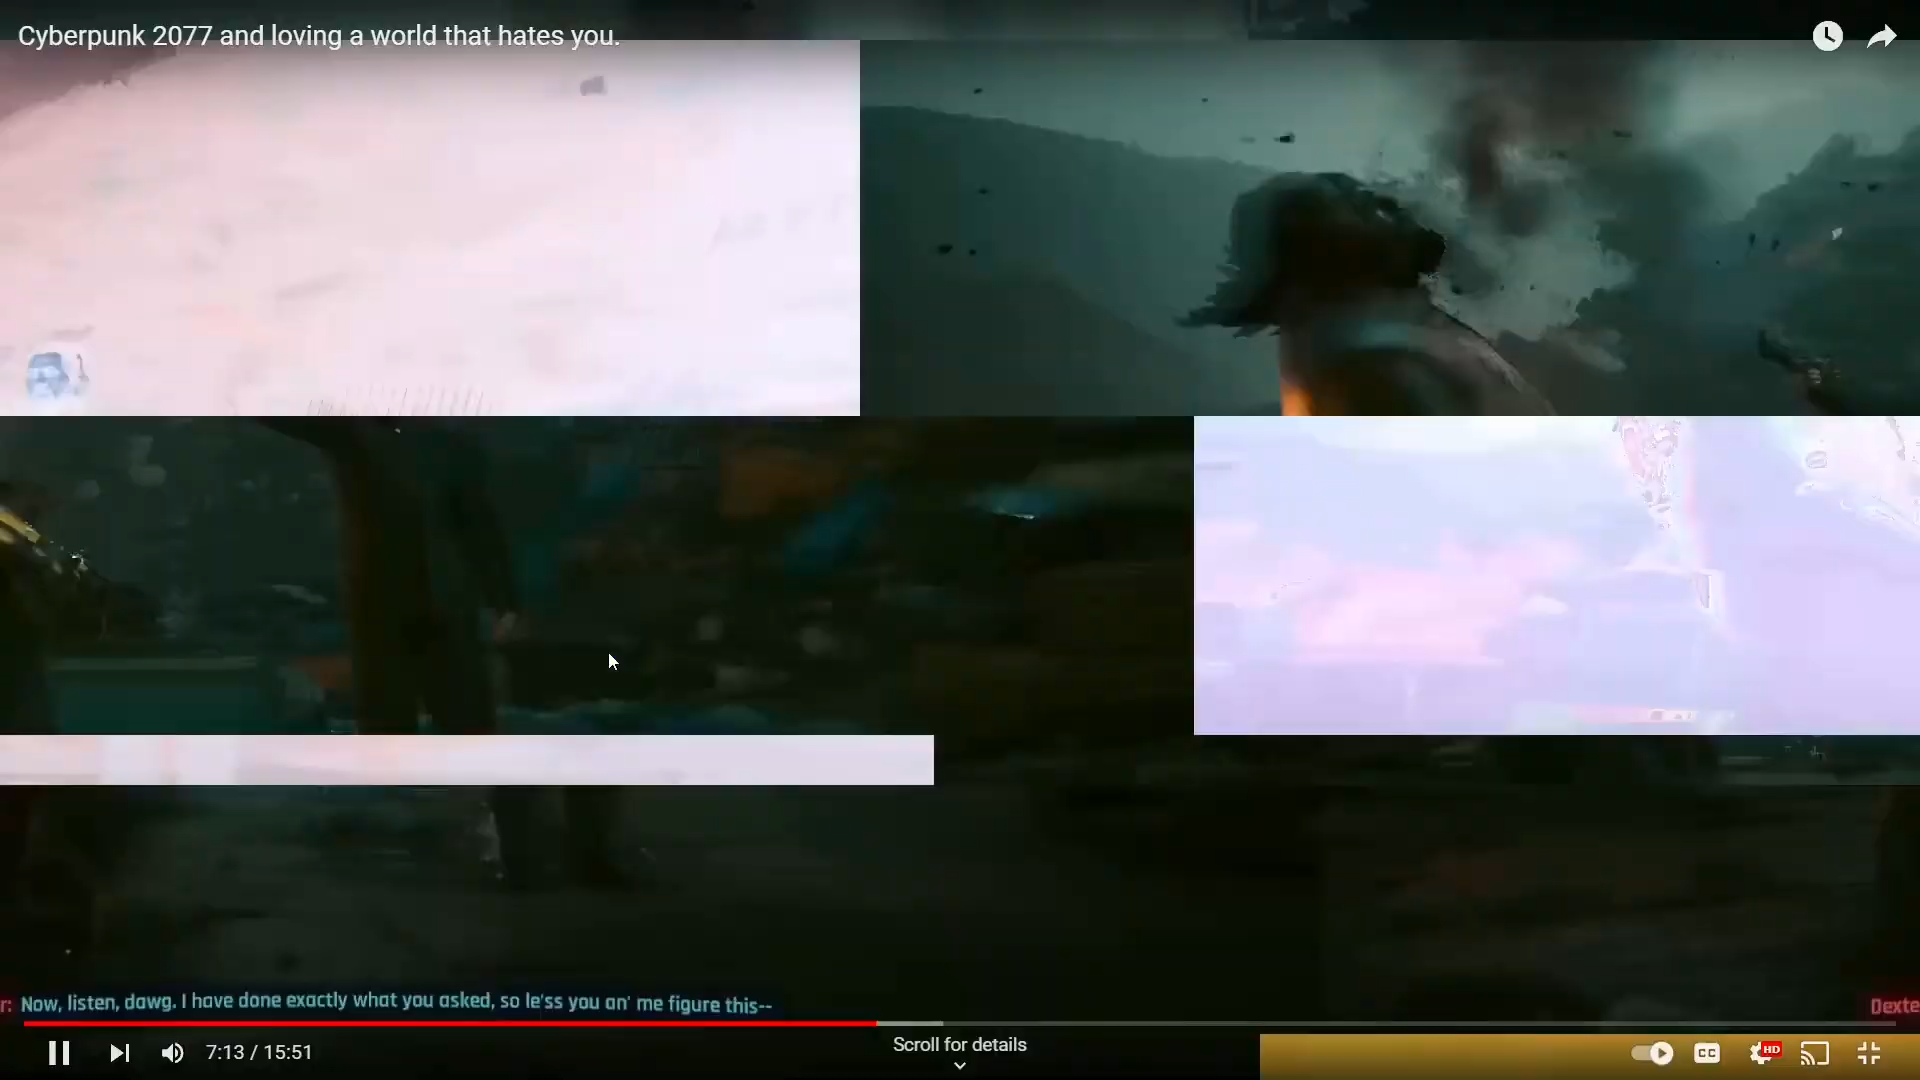 Cyberpunk 2077 and loving a world that hates you.
r: Now, listen, dawg. I have done exactly what you asked, so le'ss you an' me figure this--
Dexte
7:13 / 15:51
Scroll for details
CC
HD